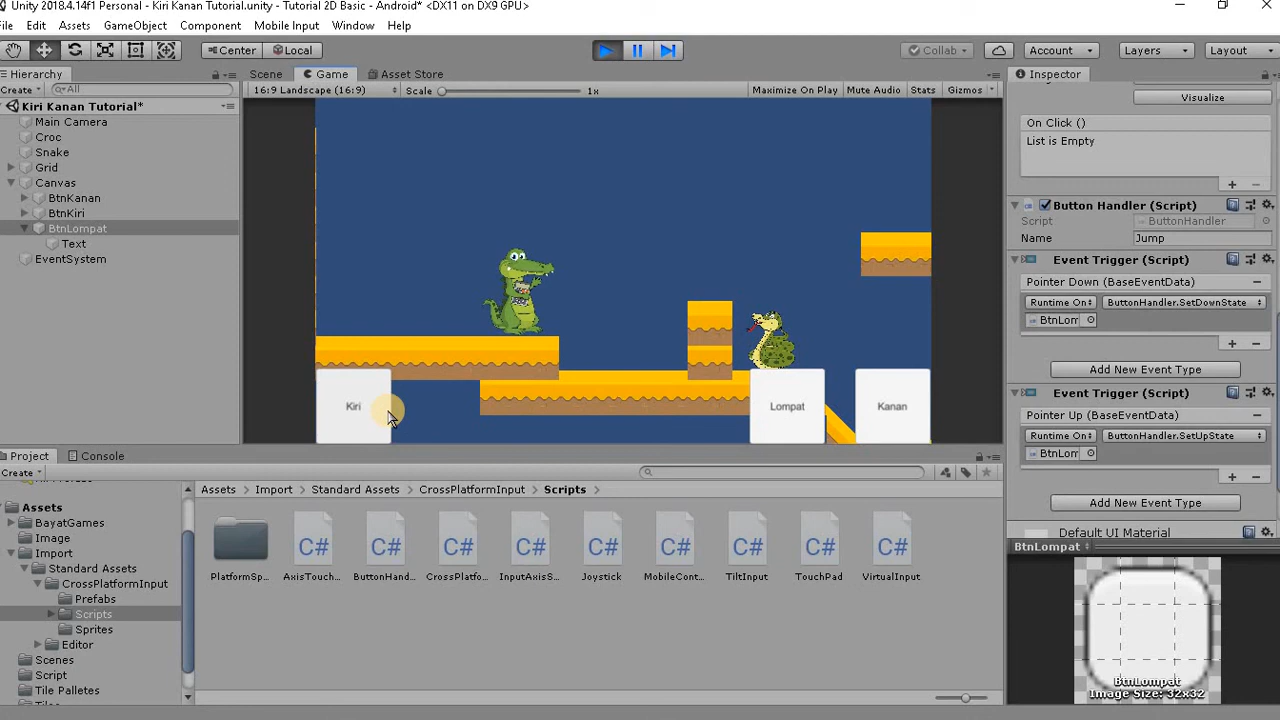 Unity 2018.4.14f1 Personal - Kiri Kanan Tutorial.unity - Tutorial 2D Basic - Android* <DX11 on DX9 GPU>
File Edit Assets GameObject Component Mobile Input Window Help
Center Local Collab Account Layers Layout
Hierarchy Scene Game Asset Store Inspector
Create All
16:9 Landscape (16:9) Scale 1x Maximize On Play Mute Audio Stats Gizmos
Visualize
Kiri Kanan Tutorial*
Main Camera
Croc
Snake
Grid
Canvas
BtnKanan
BtnKiri
BtnLompat
Text
EventSystem
Kiri
Lompat
Kanan
On Click ()
List is Empty
Button Handler (Script)
Script ButtonHandler
Name Jump
Event Trigger (Script)
Pointer Down (BaseEventData)
Runtime On ButtonHandler.SetDownState
BtnLom
Add New Event Type
Event Trigger (Script)
Pointer Up (BaseEventData)
Runtime On ButtonHandler.SetUpState
BtnLom
Add New Event Type
Default UI Material
Project Console
Create
Assets
BayatGames
Image
Import
Standard Assets
CrossPlatformInput
Prefabs
Scripts
Sprites
Editor
Scenes
Script
Tile Palletes
Assets Import Standard Assets CrossPlatformInput Scripts
C# C# C# C# C# C# C# C# C#
PlatformSp... AxisTouch... ButtonHand... CrossPlatfo... InputAxisS... Joystick MobileCont... TiltInput TouchPad VirtualInput
BtnLompat
BtnLompat
Image Size: 32x32